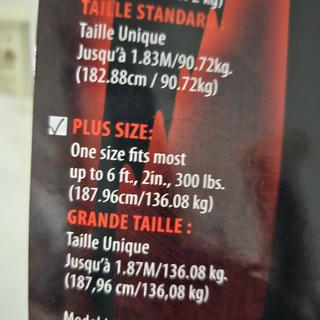 TAILLE STANDARD
Taille Unique
Jusqu'à 1.83M/90.72kg.
(182.88cm / 90.72kg)
PLUS SIZE:
One size fits most
up to 6 ft., 2in., 300 lbs.
(187.96cm/136.08 kg)
GRANDE TAILLE :
Taille Unique
Jusqu'à 1.87M/136.08 kg.
(187,96 cm/136,08 kg)